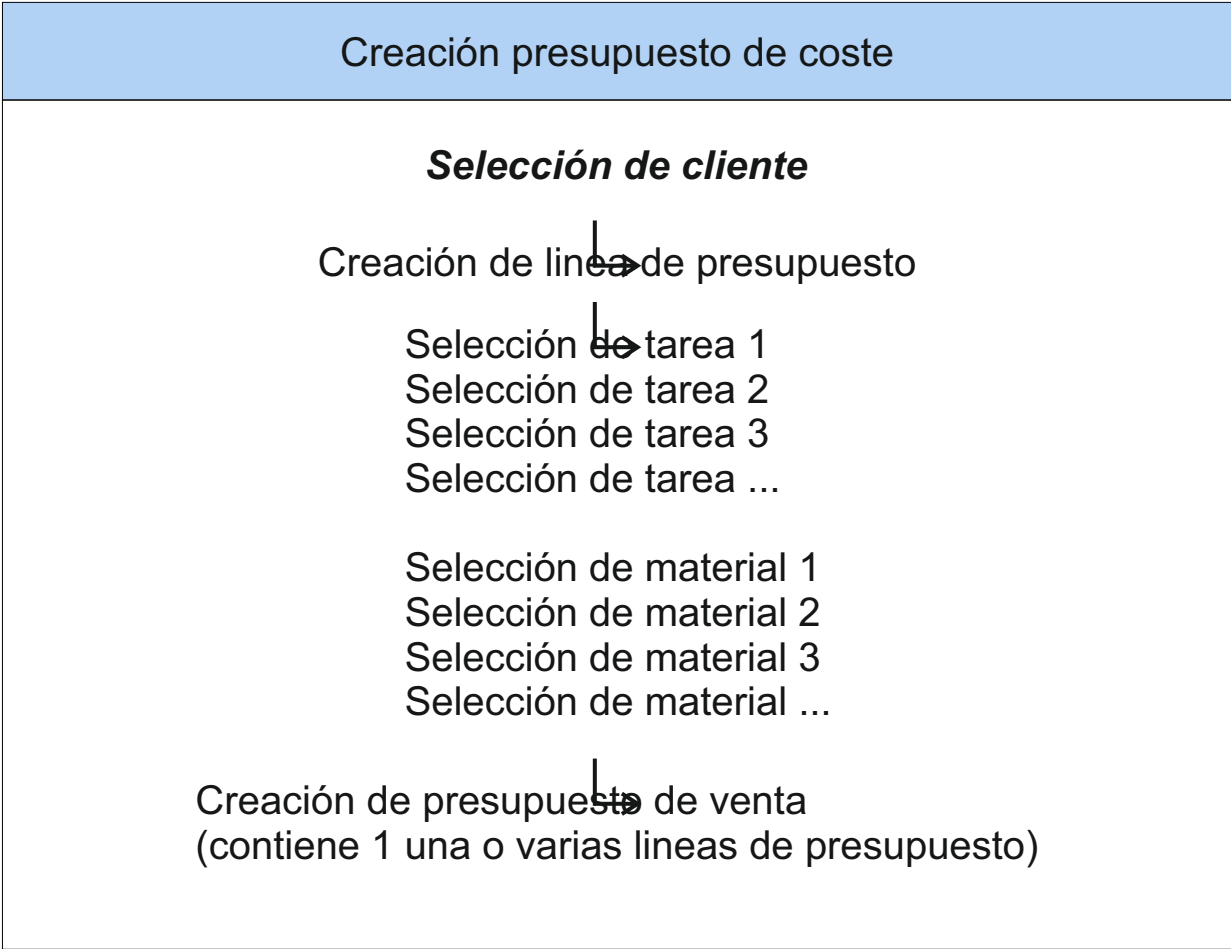 Creación presupuesto de coste
Selección de cliente
Creación de linea de presupuesto
Selección de tarea 1
Selección de tarea 2
Selección de tarea 3
Selección de tarea ...
Selección de material 1
Selección de material 2
Selección de material 3
Selección de material ...
Creación de presupuesto de venta
(contiene 1 una o varias lineas de presupuesto)